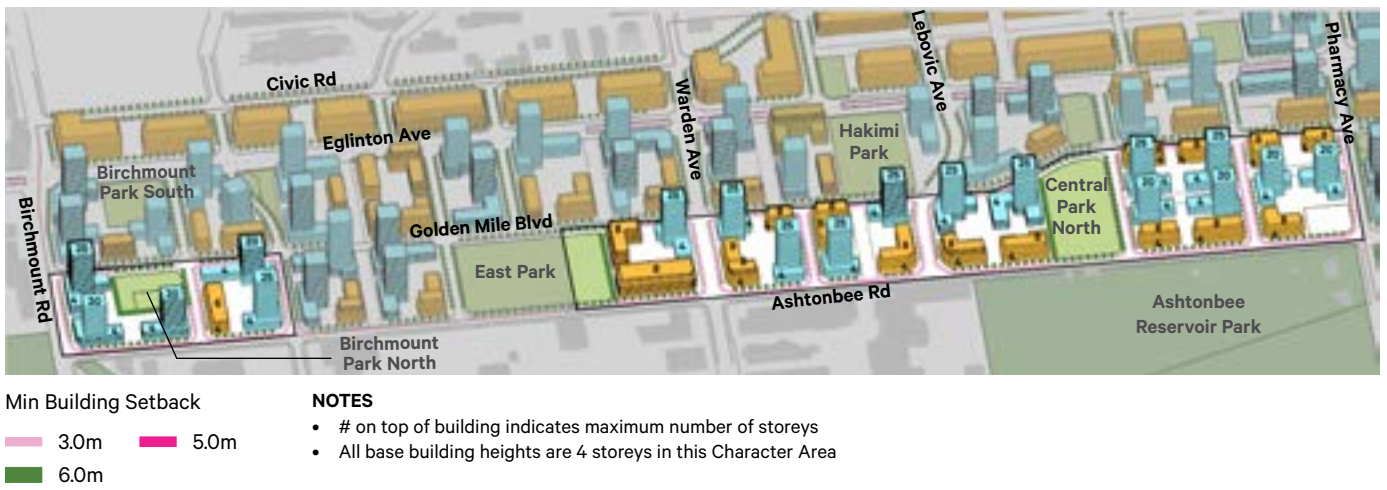 Civic Rd
Eglinton Ave
Warden Ave
Lebovic Ave
Pharmacy Ave
Hakimi
Park
Birchmount
Park South
Birchmount Rd
Golden Mile Blvd
Central
Park
North
East Park
Ashtonbee Rd
Ashtonbee
Reservoir Park
Birchmount
Park North
Min Building Setback
3.0m
5.0m
6.0m
NOTES
• # on top of building indicates maximum number of storeys
• All base building heights are 4 storeys in this Character Area